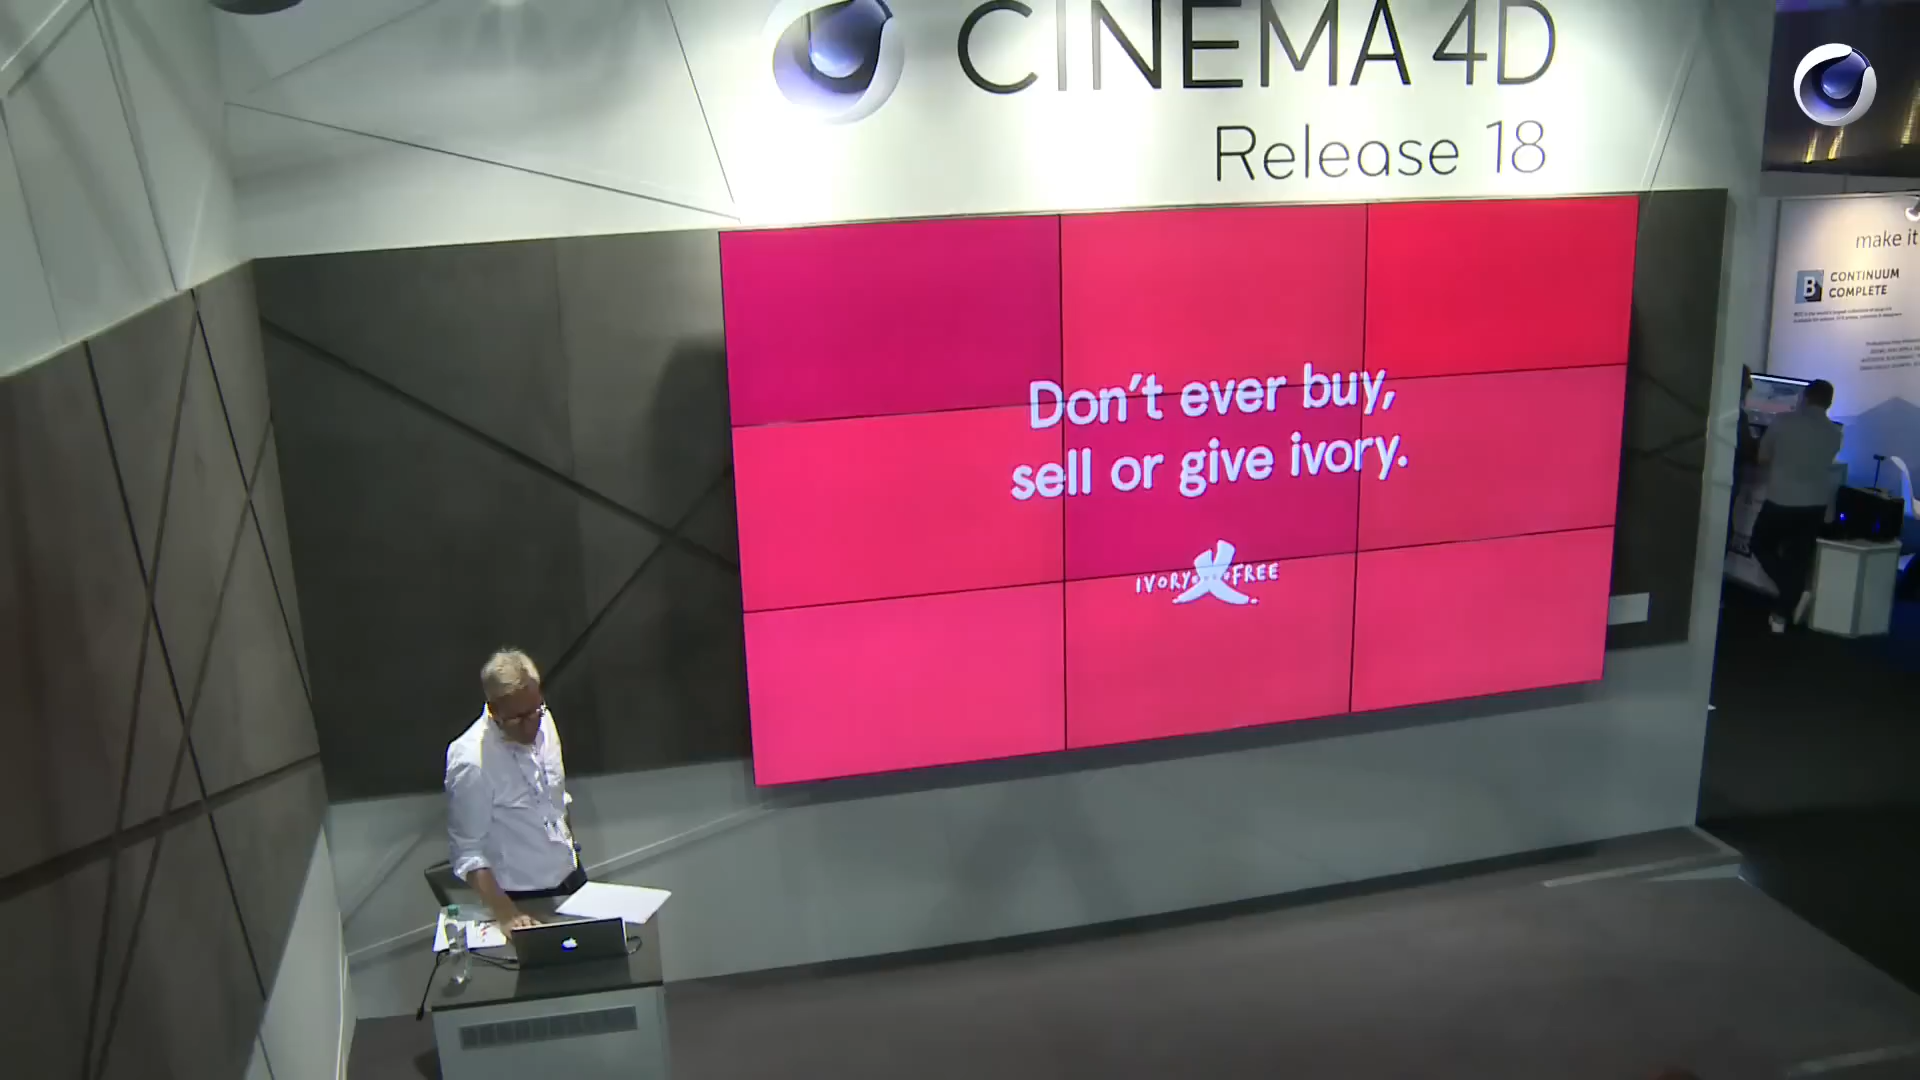 CINEMA 4D
Release 18
Don't ever buy,
sell or give ivory.
IVORY FREE
make it
B CONTINUUM
COMPLETE